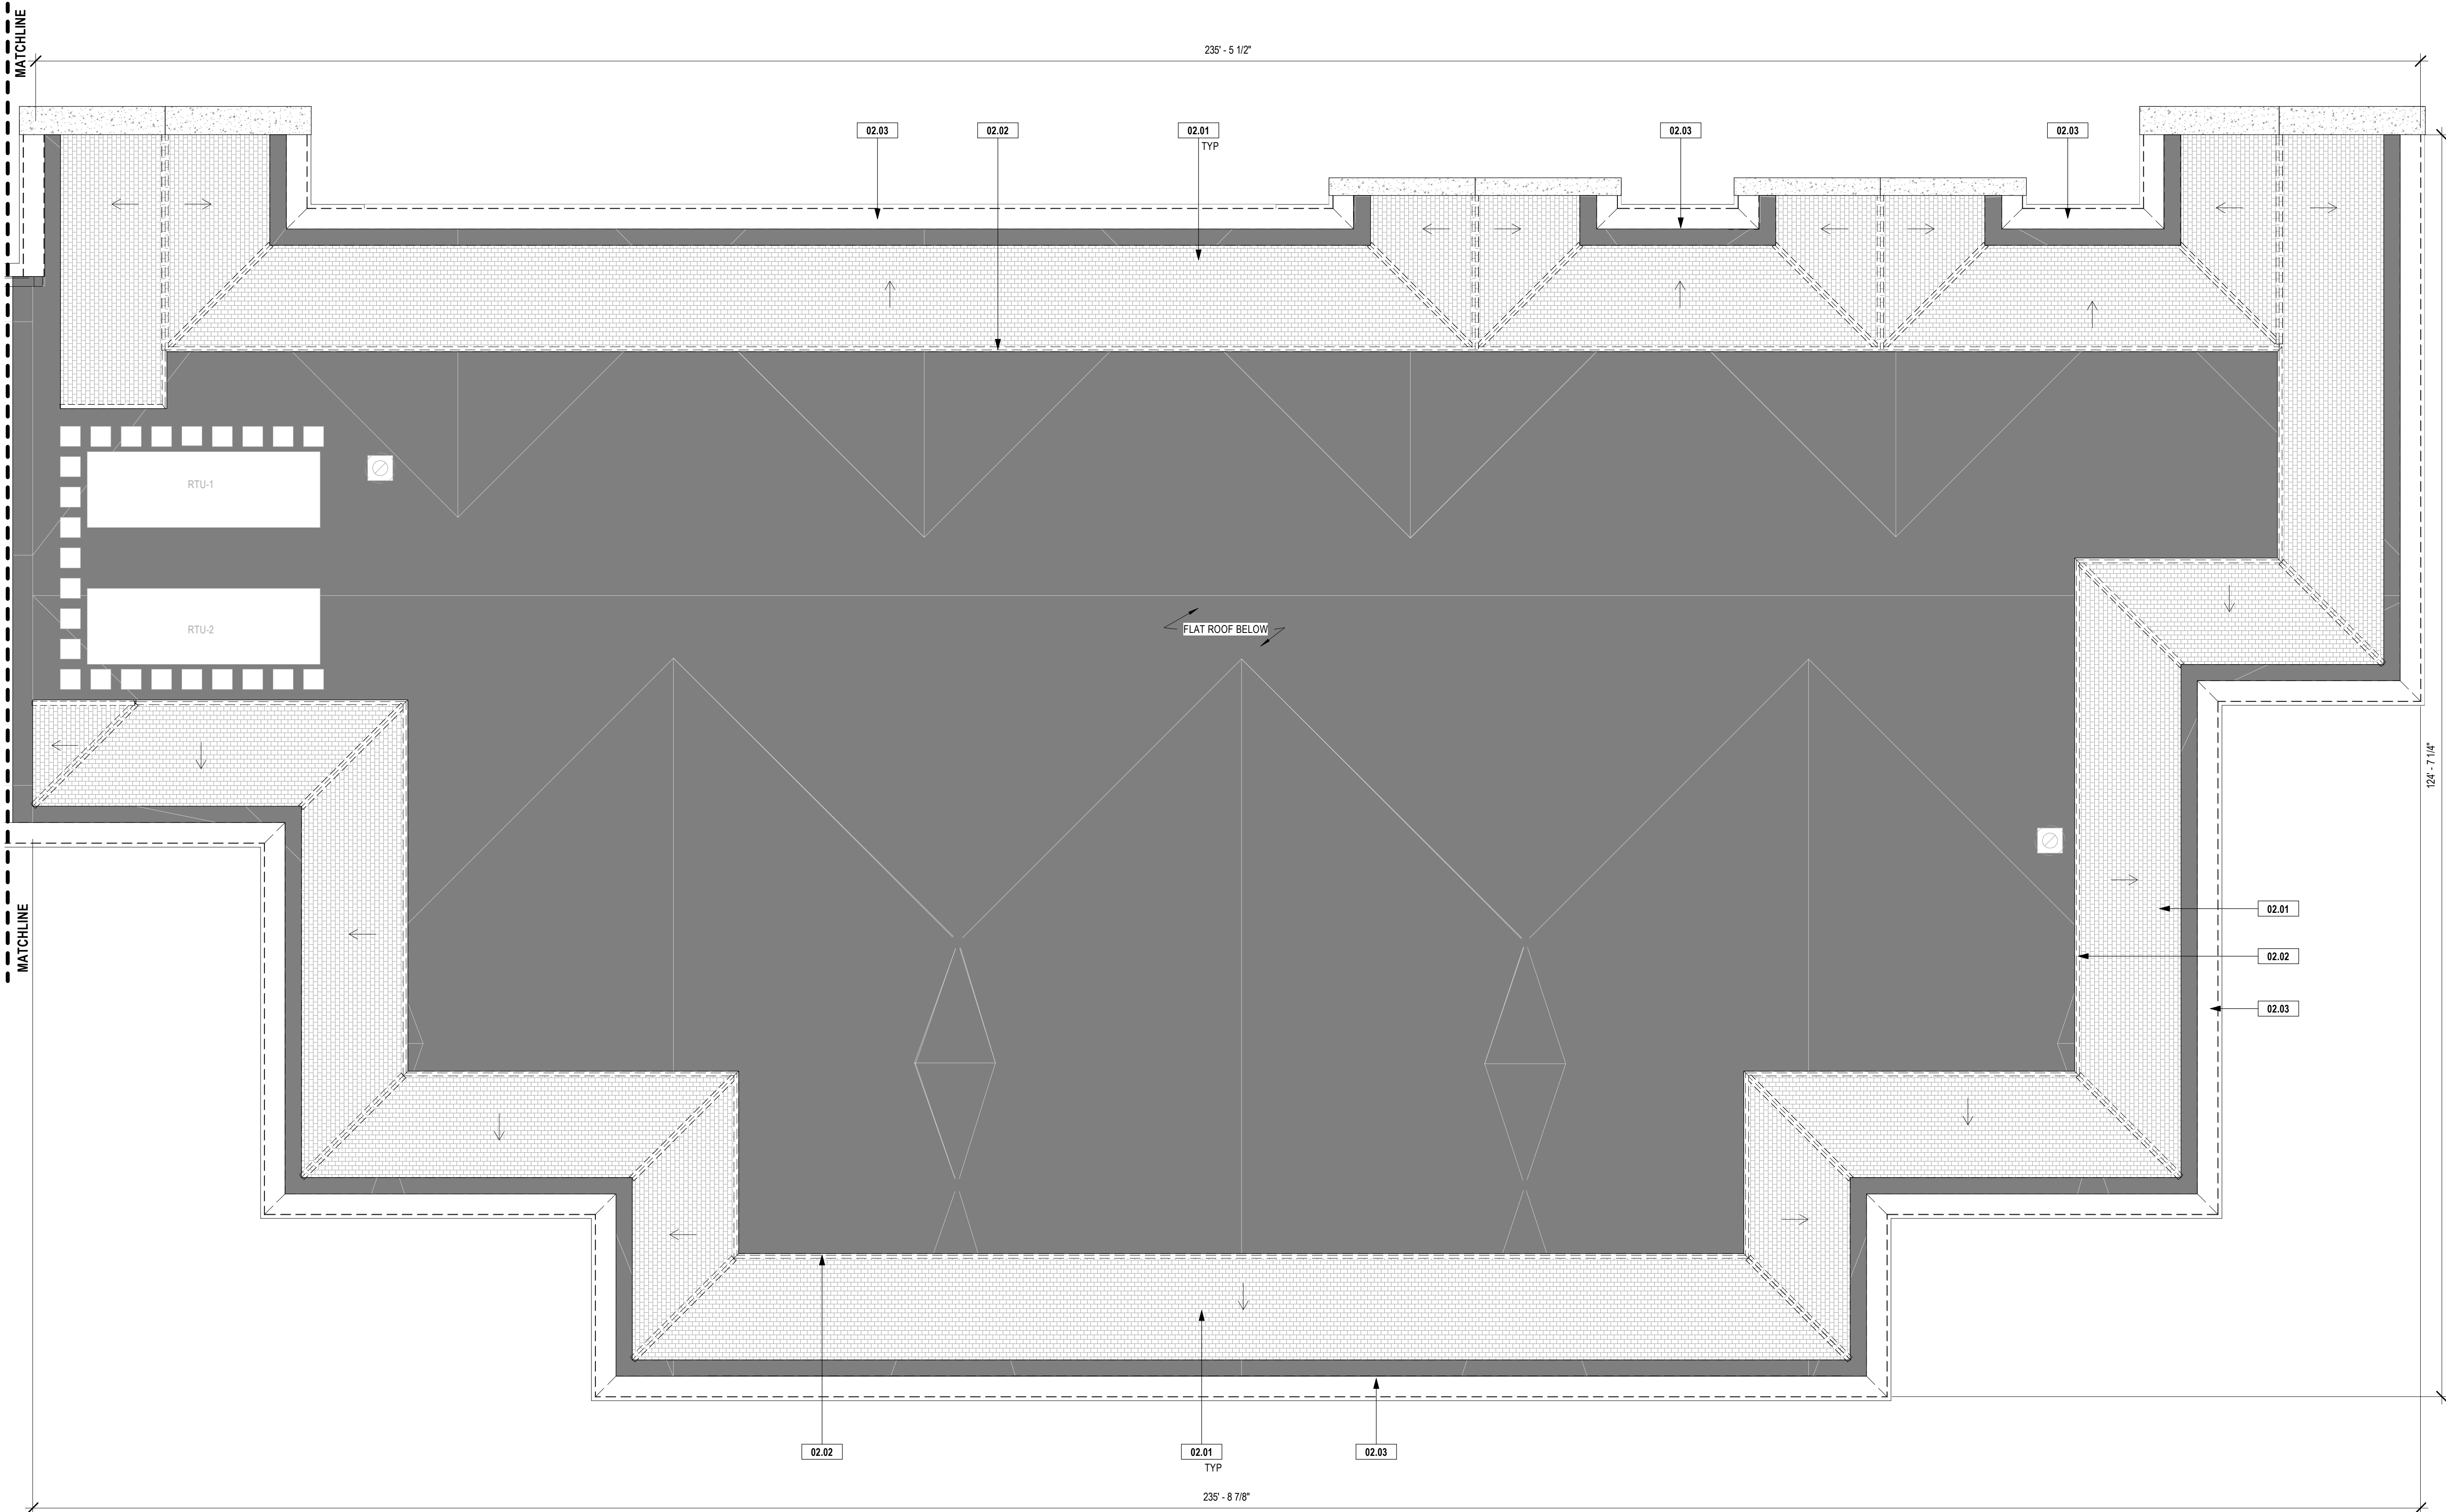 MATCHLINE
235' - 5 1/2"
02.03
02.02
02.01
TYP
02.03
02.03
RTU-1
RTU-2
FLAT ROOF BELOW
124' - 7 1/4"
MATCHLINE
02.01
02.02
02.03
02.02
02.01
TYP
02.03
235' - 8 7/8"